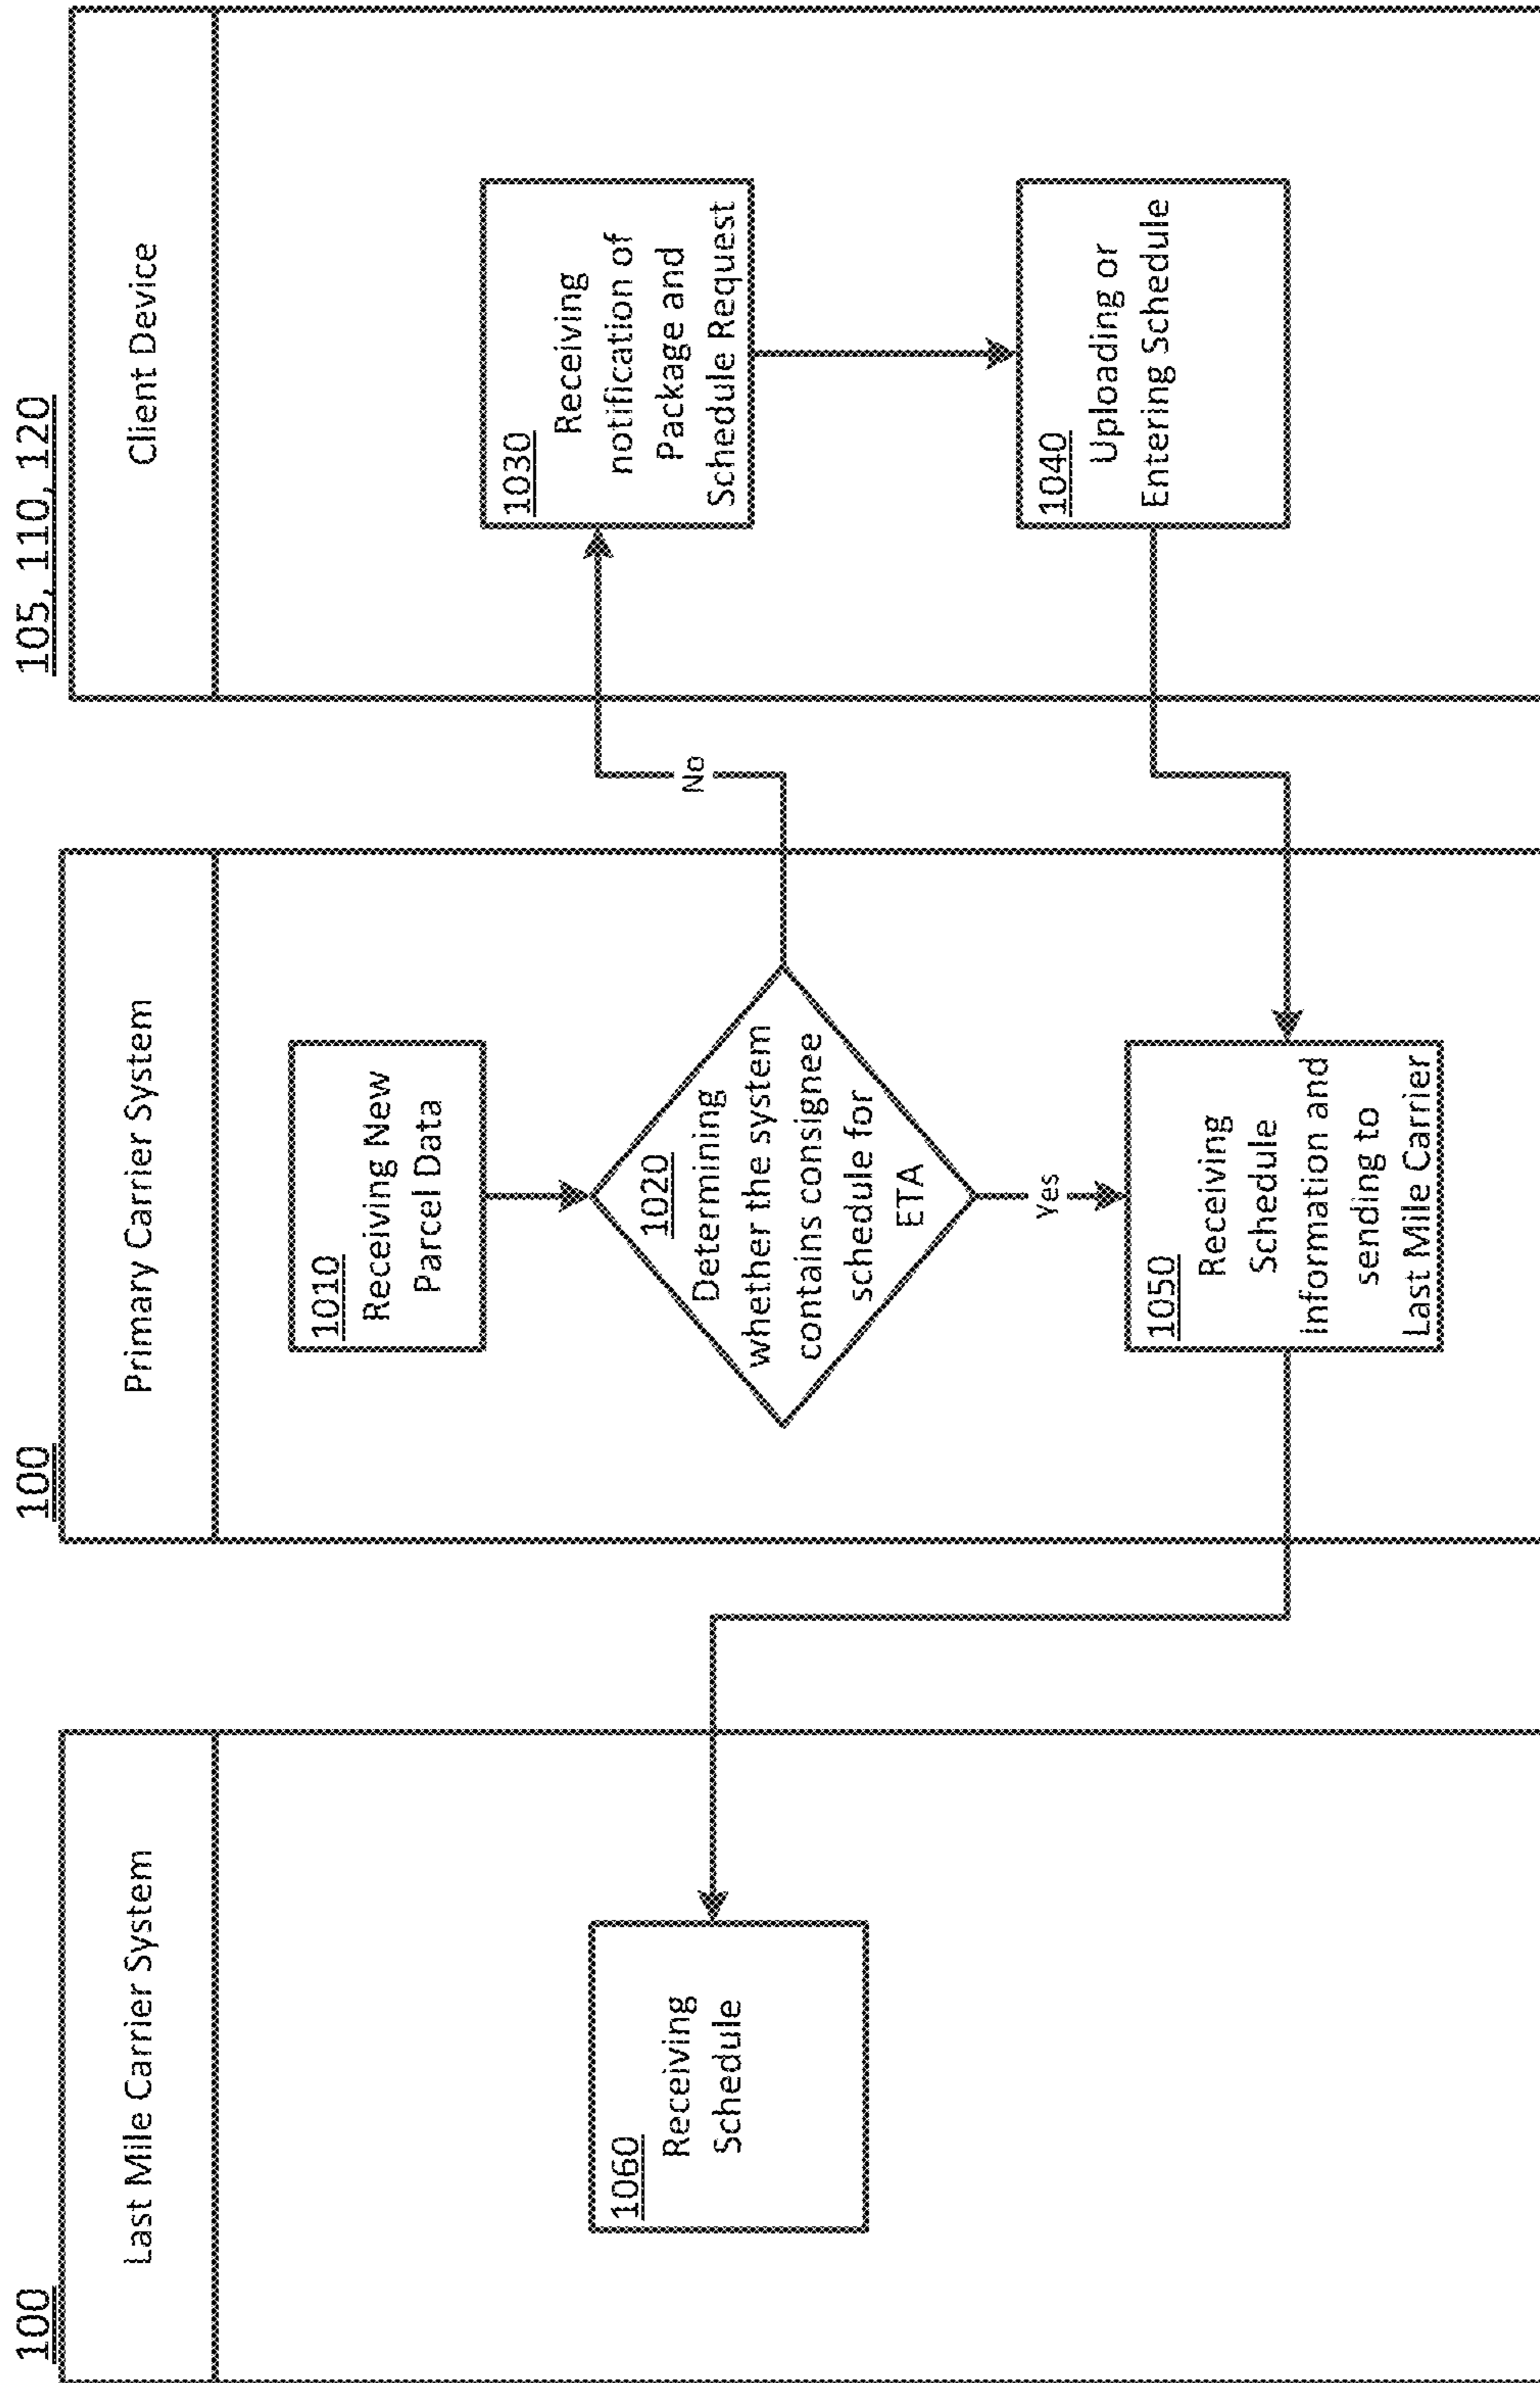 100
Last Mile Carrier System
1060
Receiving
Schedule
100
Primary Carrier System
1010
Receiving New
Parcel Data
1020
Determining
whether the system
contains consignee
schedule for
ETA
No
Yes
1050
Receiving
Schedule
information and
sending to
Last Mile Carrier
105, 110, 120
Client Device
1030
Receiving
notification of
Package and
Schedule Request
1040
Uploading or
Entering Schedule